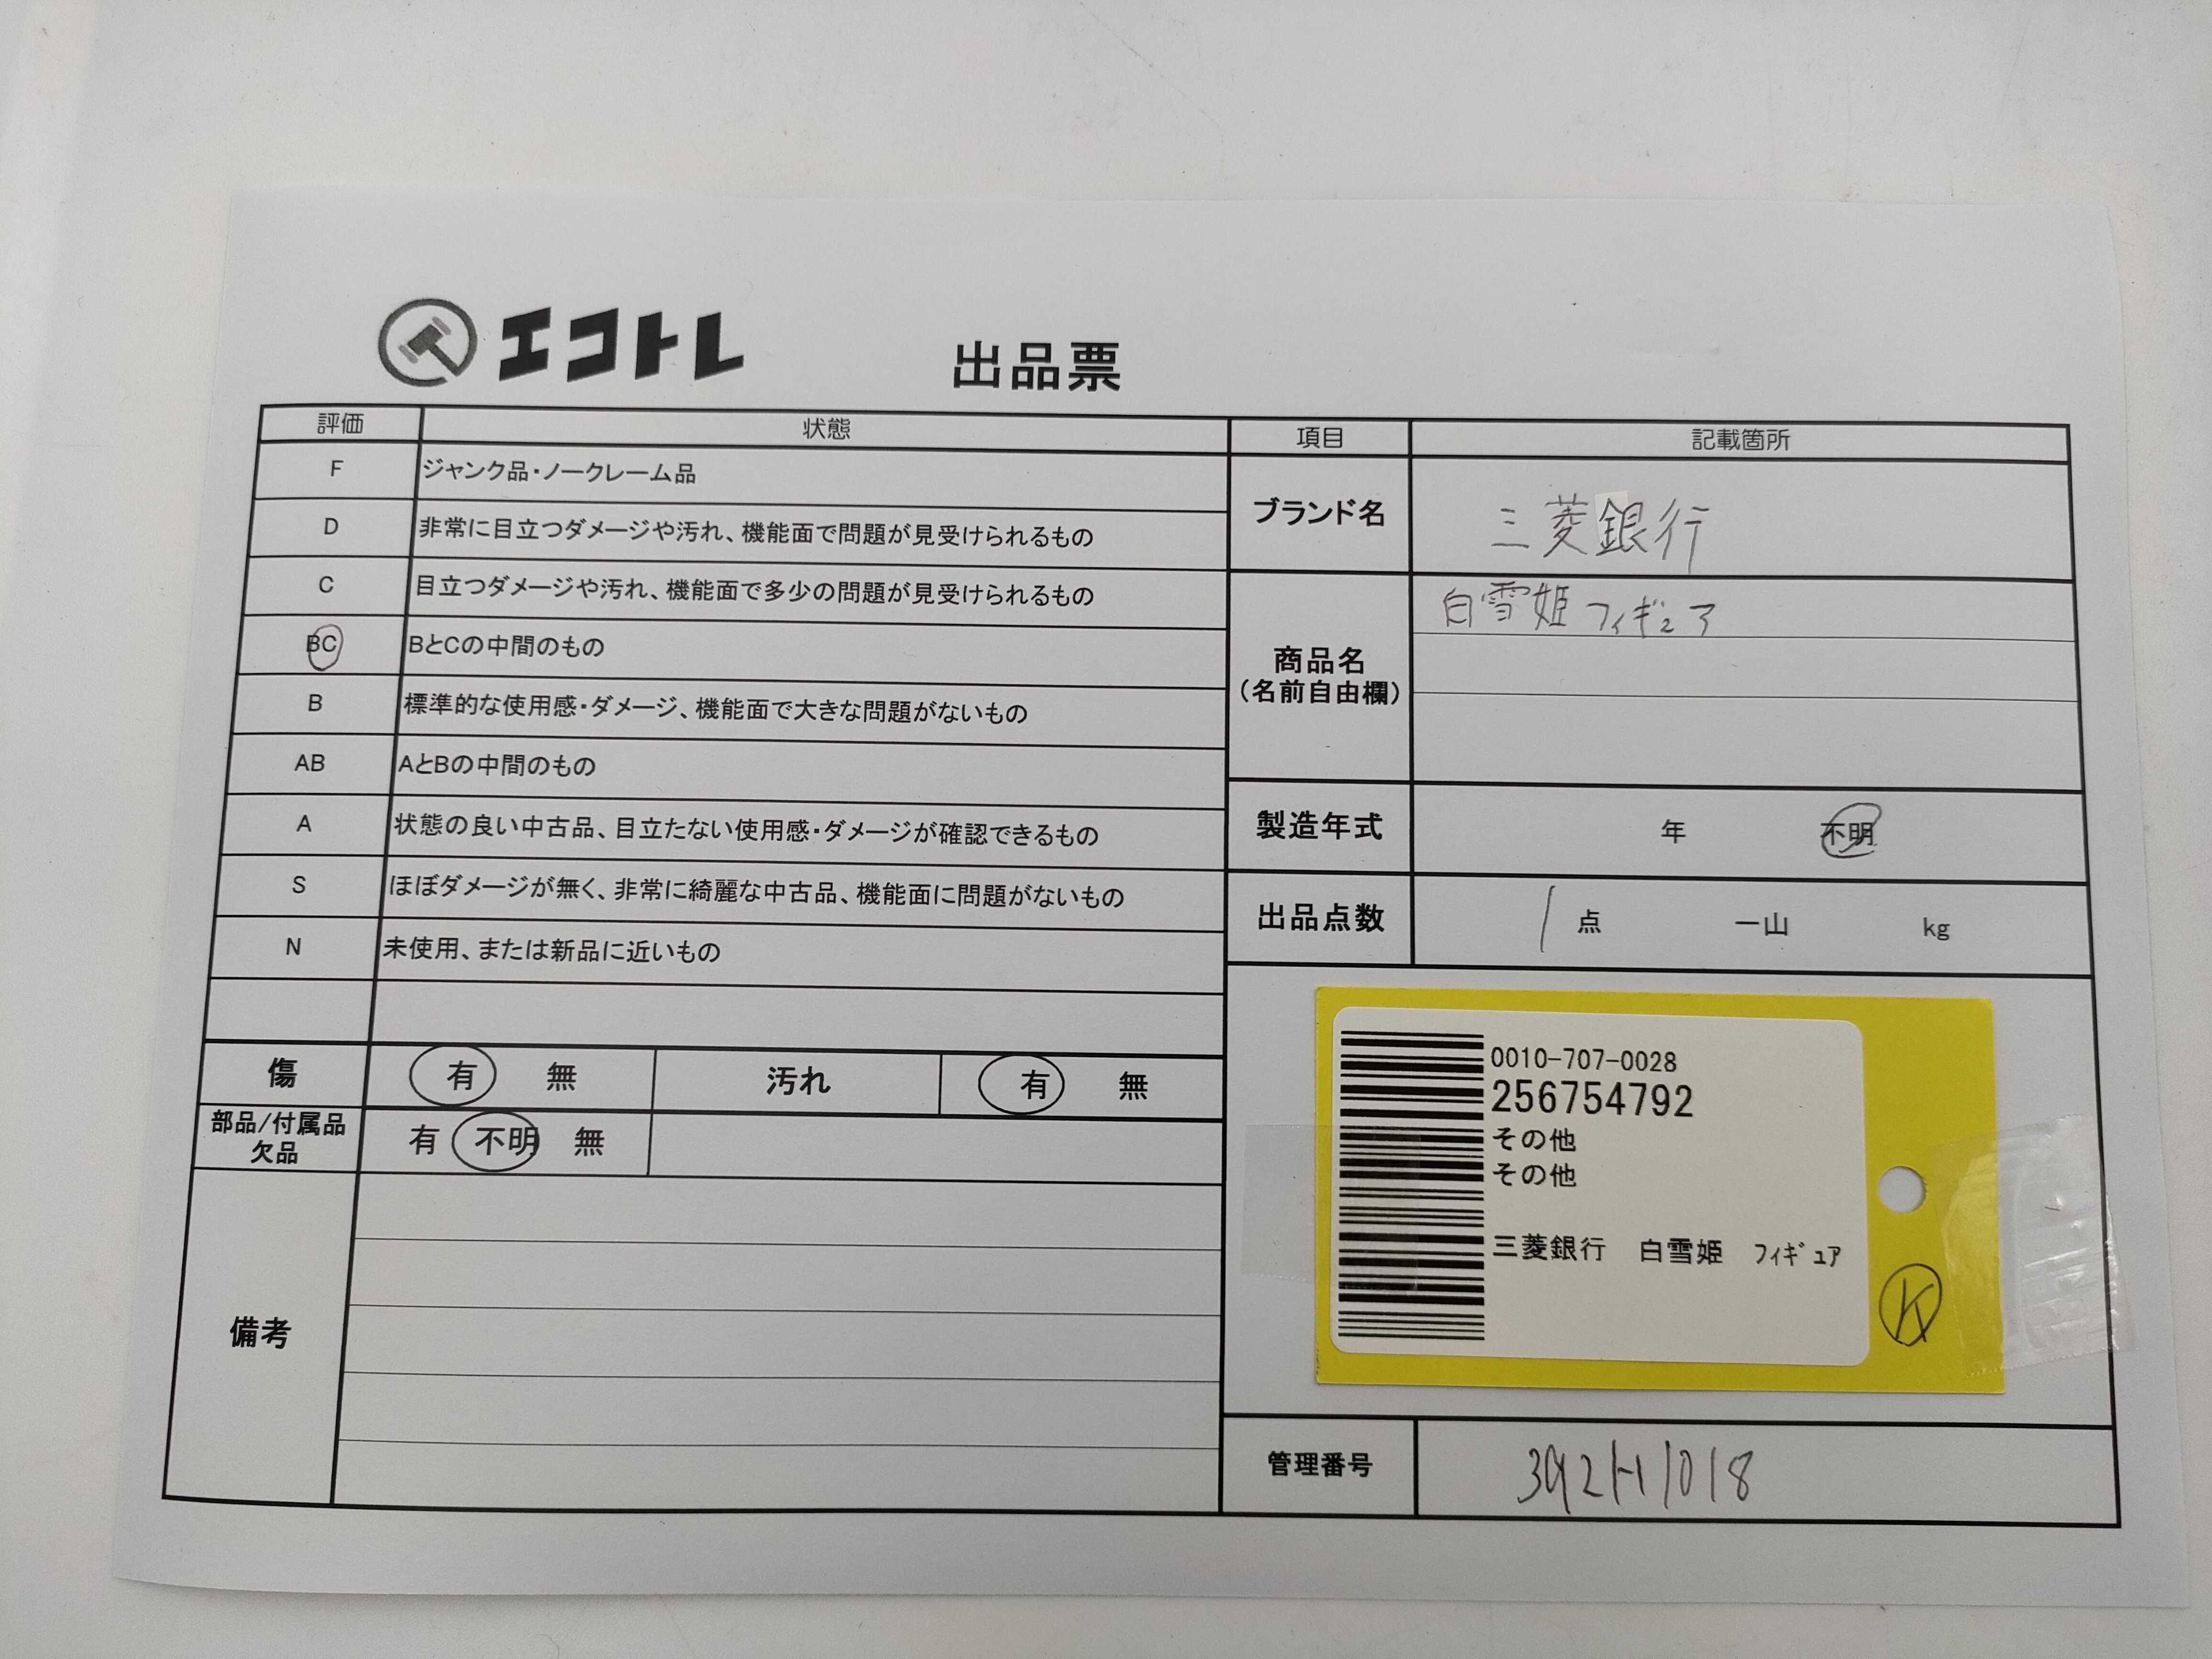 エコトレ
出品票
評価 状態
F ジャンク品・ノークレーム品
D 非常に目立つダメージや汚れ、機能面で問題が見受けられるもの
C 目立つダメージや汚れ、機能面で多少の問題が見受けられるもの
BC BとCの中間のもの
B 標準的な使用感・ダメージ、機能面で大きな問題がないもの
AB AとBの中間のもの
A 状態の良い中古品、目立たない使用感・ダメージが確認できるもの
S ほぼダメージが無く、非常に綺麗な中古品、機能面に問題がないもの
N 未使用、または新品に近いもの
傷 有 無 汚れ 有 無
部品/付属品
欠品
有 不明 無
備考
項目 記載箇所
ブランド名 三菱銀行
商品名
(名前自由欄)
白雪姫 フィギュア
製造年式 年 不明
出品点数 1 点 一山 kg
0010-707-0028
256754792
その他
その他
三菱銀行 白雪姫 フィギュア
管理番号 392H1018